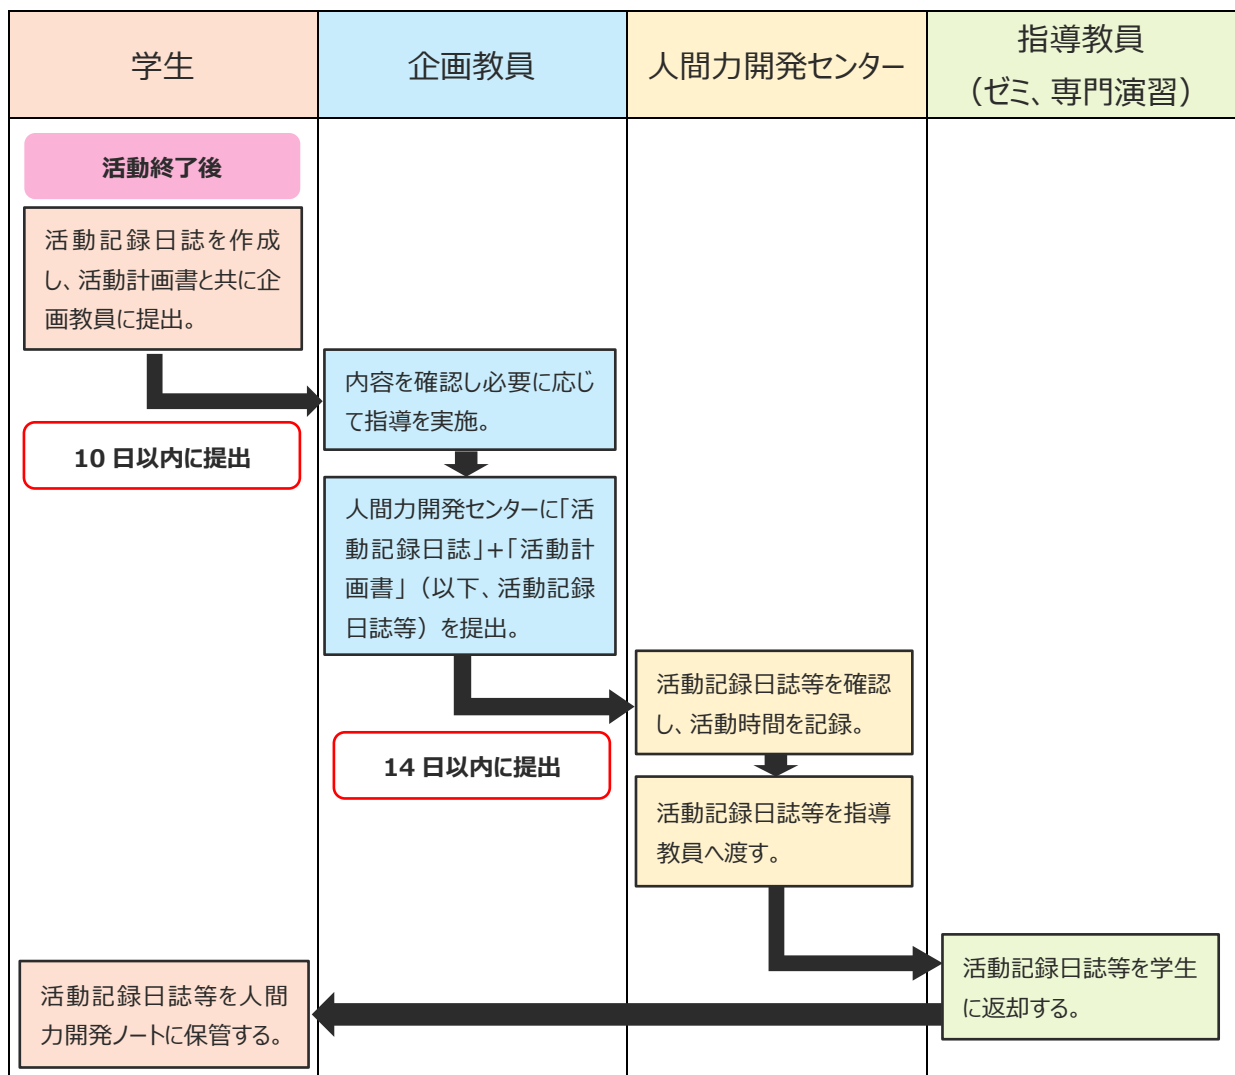 学生
企画教員
人間力開発センター
指導教員
（ゼミ、専門演習）
活動終了後
活動記録日誌を作成
し、活動計画書と共に企
画教員に提出。
10 日以内に提出
内容を確認し必要に応じ
て指導を実施。
人間力開発センターに「活
動記録日誌」+「活動計
画書」（以下、活動記録
日誌等）を提出。
14 日以内に提出
活動記録日誌等を確認
し、活動時間を記録。
活動記録日誌等を指導
教員へ渡す。
活動記録日誌等を学生
に返却する。
活動記録日誌等を人間
力開発ノートに保管する。